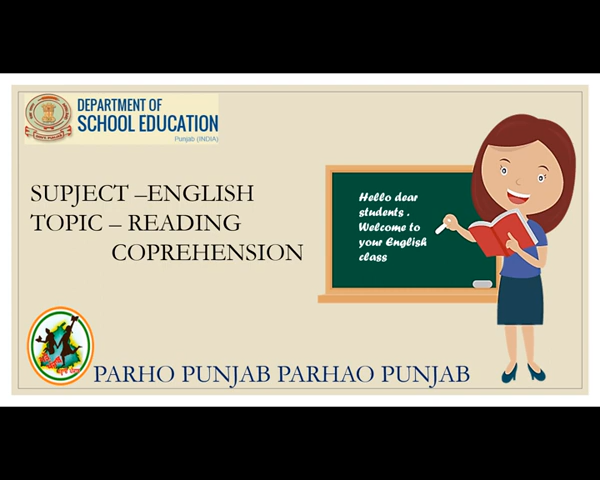 DEPARTMENT OF
SCHOOL EDUCATION
Punjab (INDIA)
SUPJECT –ENGLISH
TOPIC – READING
COPREHENSION
Hello dear
students .
Welcome to
your English
class
PARHO PUNJAB PARHAO PUNJAB